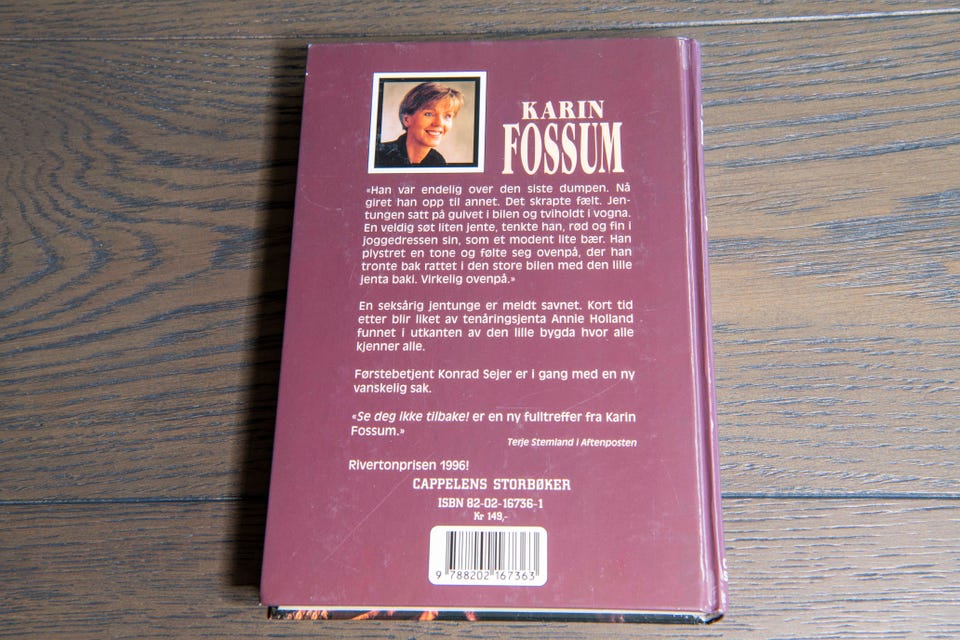 KARIN
FOSSUM
«Han var endelig over den siste dumpen. Nå
giret han opp til annet. Det skrapte fælt. Jen-
tungen satt på gulvet i bilen og tviholdt i vogna.
En veldig søt liten jente, tenkte han, rød og fin i
joggedressen sin, som et modent lite bær. Han
plystret en tone og følte seg ovenpå, der han
tronte bak rattet i den store bilen med den lille
jenta baki. Virkelig ovenpå.»
En seksårig jentunge er meldt savnet. Kort tid
etter blir liket av tenåringsjenta Annie Holland
funnet i utkanten av den lille bygda hvor alle
kjenner alle.
Førstebetjent Konrad Sejer er i gang med en ny
vanskelig sak.
«Se deg ikke tilbake! er en ny fulltreffer fra Karin
Fossum.»
Terje Stemland i Aftenposten
Rivertonprisen 1996!
CAPPELENS STORBØKER
ISBN 82-02-16736-1
Kr 149,-
9 788202 167363